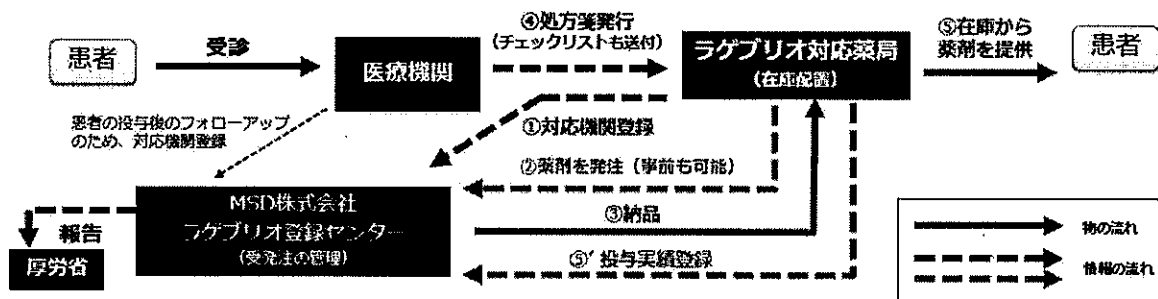 患者
受診
医療機関
④処方箋発行
(チェックリストも送付)
ラゲブリオ対応薬局
(在庫配置)
⑤在庫から
薬剤を提供
患者
患者の投与後のフォローアップ
のため、対応機関登録
①対応機関登録
②薬剤を発注（事前も可能）
MSD株式会社
ラゲブリオ登録センター
(受発注の管理)
③納品
⑤’投与実績登録
報告
厚労省
物の流れ
情報の流れ